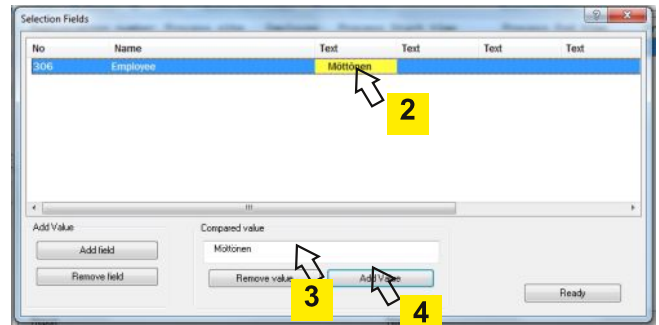 Selection Fields
No Name Text Text Text Text
306 Employee Möttönen
2
Add Value Compared value
Add field Möttönen
Remove field Remove value Add Value
3 4
Ready